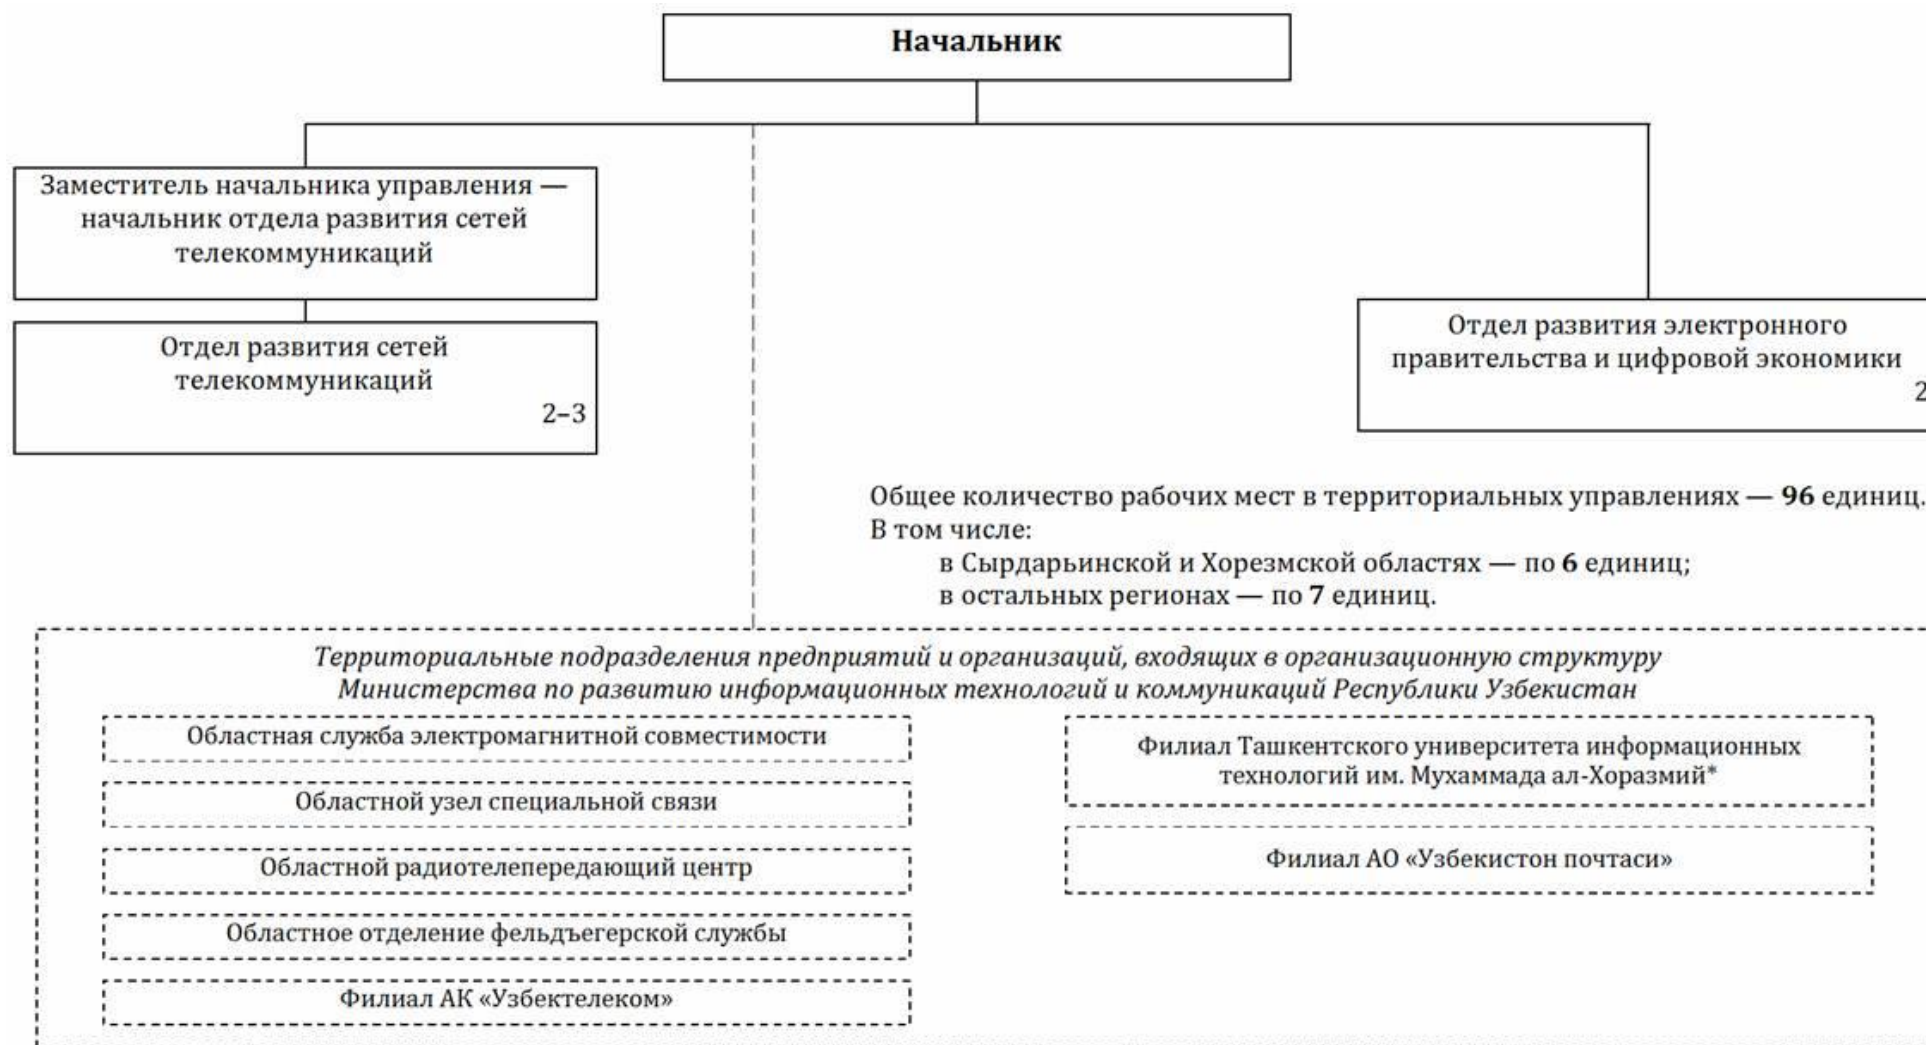 Начальник
Заместитель начальника управления —
начальник отдела развития сетей
телекоммуникаций
Отдел развития сетей
телекоммуникаций
2–3
Отдел развития электронного
правительства и цифровой экономики
2
Общее количество рабочих мест в территориальных управлениях — 96 единиц.
В том числе:
в Сырдарьинской и Хорезмской областях — по 6 единиц;
в остальных регионах — по 7 единиц.
Территориальные подразделения предприятий и организаций, входящих в организационную структуру
Министерства по развитию информационных технологий и коммуникаций Республики Узбекистан
Областная служба электромагнитной совместимости
Областной узел специальной связи
Областной радиотелепередающий центр
Областное отделение фельдъегерской службы
Филиал АК «Узбектелеком»
Филиал Ташкентского университета информационных
технологий им. Мухаммада ал-Хоразмий*
Филиал АО «Узбекистон почтаси»